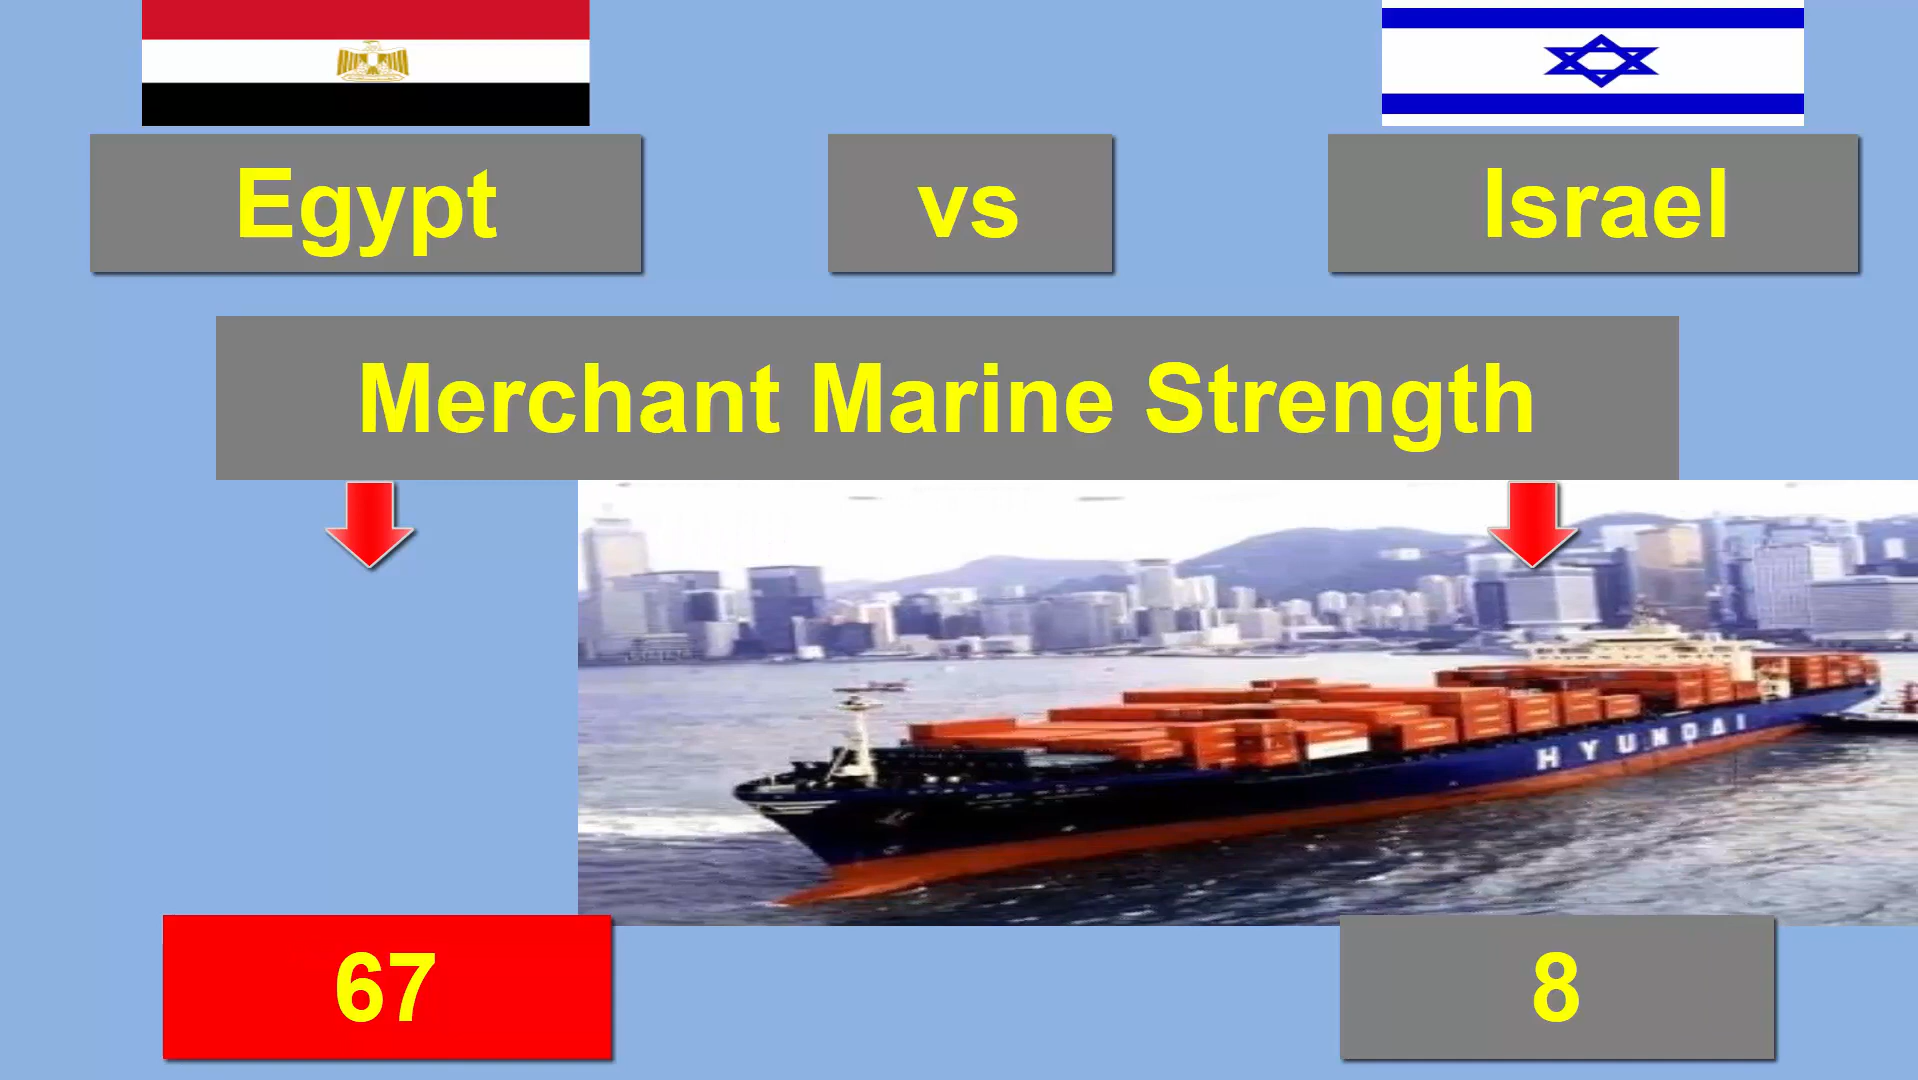 Egypt
vs
Israel
Merchant Marine Strength
HYUNDAI
67
8